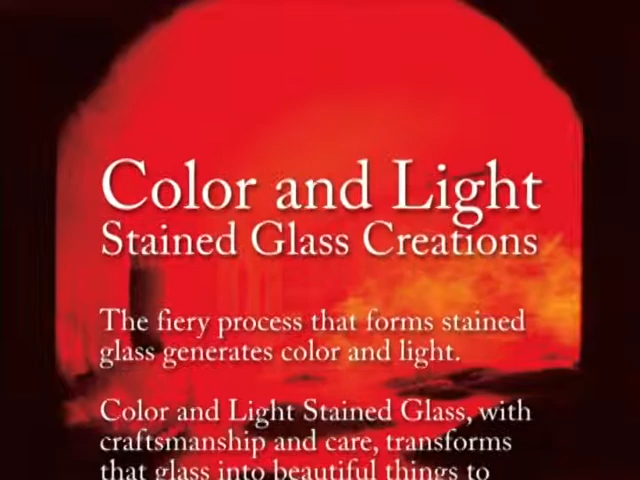 Color and Light
Stained Glass Creations
The fiery process that forms stained
glass generates color and light.
Color and Light Stained Glass, with
craftsmanship and care, transforms
that glass into beautiful things to